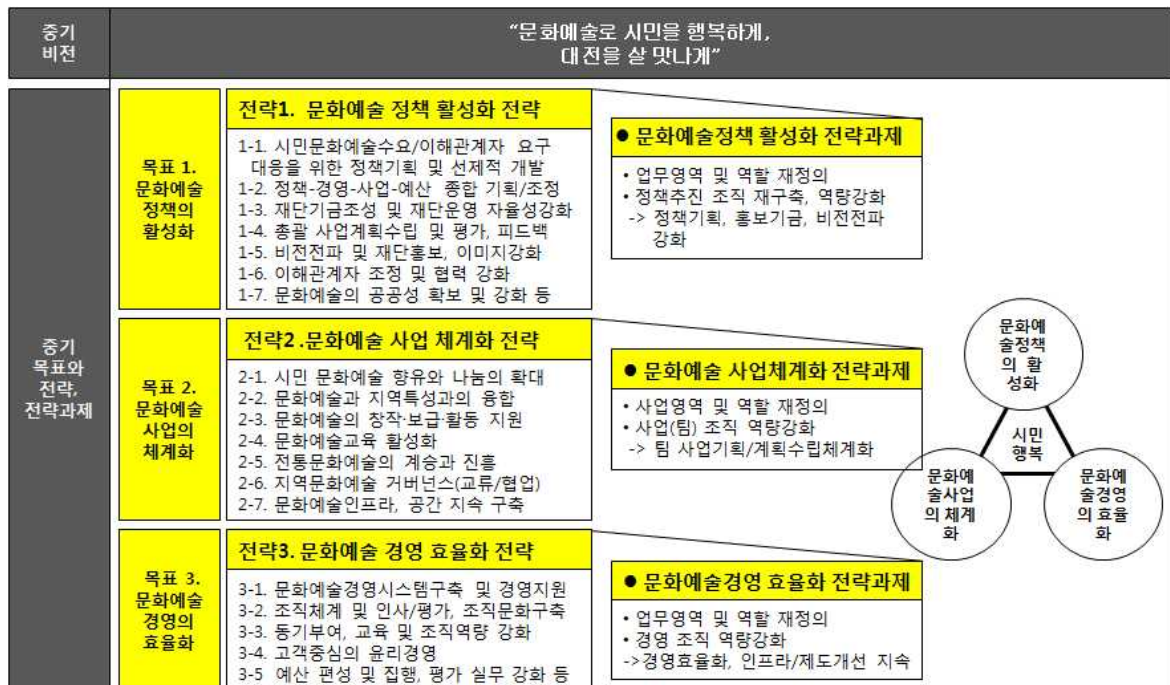 중기
비전
“문화예술로 시민을 행복하게,
대전을 살 맛나게”
중기
목표와
전략,
전략과제
목표 1.
문화예술
정책의
활성화
전략1. 문화예술 정책 활성화 전략
1-1. 시민문화예술수요/이해관계자 요구
대응을 위한 정책기획 및 선제적 개발
1-2. 정책-경영-사업-예산 종합 기획/조정
1-3. 재단기금조성 및 재단운영 자율성강화
1-4. 총괄 사업계획수립 및 평가, 피드백
1-5. 비전전파 및 재단홍보, 이미지강화
1-6. 이해관계자 조정 및 협력 강화
1-7. 문화예술의 공공성 확보 및 강화 등
● 문화예술정책 활성화 전략과제
• 업무영역 및 역할 재정의
• 정책추진 조직 재구축, 역량강화
-> 정책기획, 홍보기금, 비전전파
강화
목표 2.
문화예술
사업의
체계화
전략2 .문화예술 사업 체계화 전략
2-1. 시민 문화예술 향유와 나눔의 확대
2-2. 문화예술과 지역특성과의 융합
2-3. 문화예술의 창작·보급·활동 지원
2-4. 문화예술교육 활성화
2-5. 전통문화예술의 계승과 진흥
2-6. 지역문화예술 거버넌스(교류/협업)
2-7. 문화예술인프라, 공간 지속 구축
● 문화예술 사업체계화 전략과제
• 사업영역 및 역할 재정의
• 사업(팀) 조직 역량강화
-> 팀 사업기획/계획수립체계화
목표 3.
문화예술
경영의
효율화
전략3. 문화예술 경영 효율화 전략
3-1. 문화예술경영시스템구축 및 경영지원
3-2. 조직체계 및 인사/평가, 조직문화구축
3-3. 동기부여, 교육 및 조직역량 강화
3-4. 고객중심의 윤리경영
3-5 예산 편성 및 집행, 평가 실무 강화 등
● 문화예술경영 효율화 전략과제
• 업무영역 및 역할 재정의
• 경영 조직 역량강화
->경영효율화, 인프라/제도개선 지속
문화예
술정책
의 활
성화
시민
행복
문화예
술사업
의 체계
화
문화예
술경영
의 효율
화